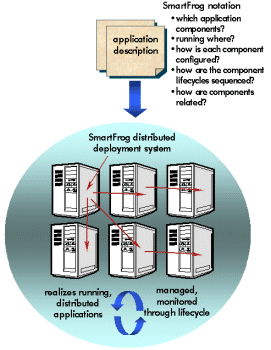 SmartFrog notation
• which application
components?
• running where?
• how is each component
configured?
• how are the component
lifecycles sequenced?
• how are components
related?
application
description
SmartFrog distributed
deployment system
realizes running,
distributed
applications
managed,
monitored
through lifecycle